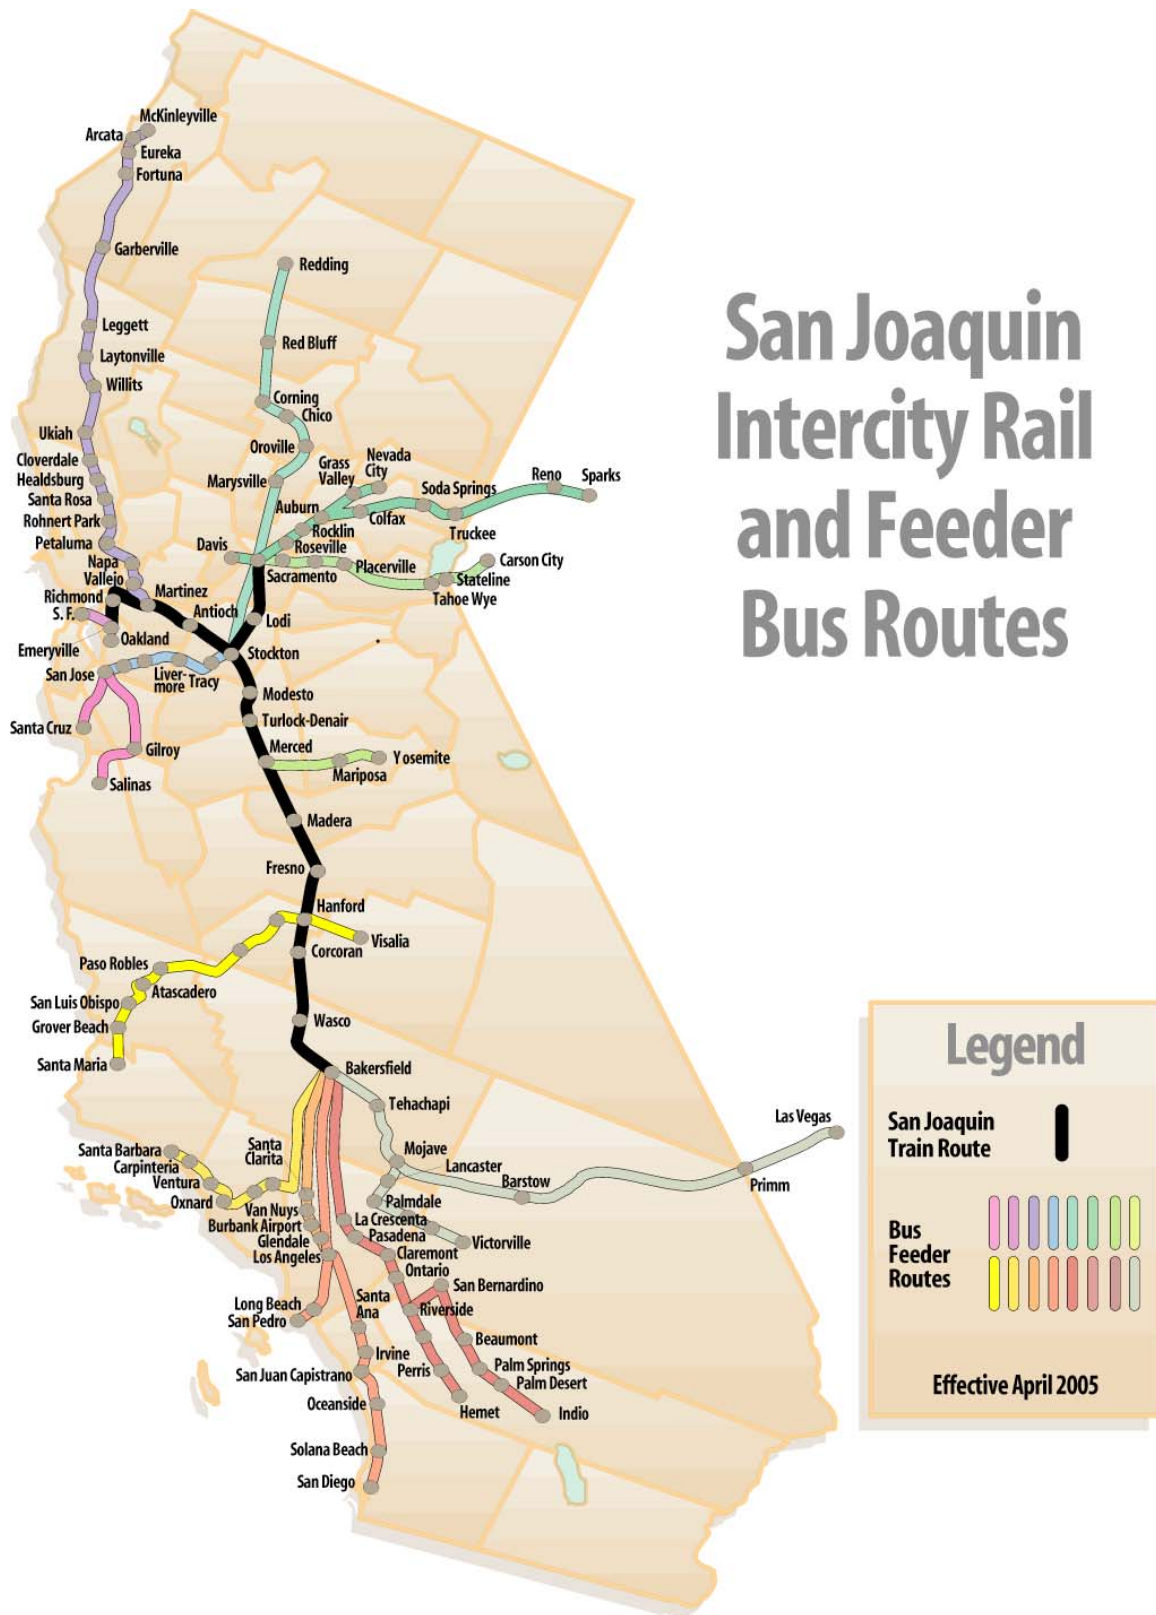 McKinleyville
Arcata
Eureka
Fortuna
Garberville
Redding
Leggett
Red Bluff
Laytonville
Willits
Corning
Chico
Ukiah
Oroville
Cloverdale
Healdsburg
Santa Rosa
Rohnert Park
Petaluma
Napa
Vallejo
Marysville
Grass
Valley
Nevada
City
Auburn
Colfax
Soda Springs
Truckee
Reno
Sparks
Rocklin
Roseville
Davis
Sacramento
Placerville
Carson City
Stateline
Tahoe Wye
Richmond
Martinez
S. F.
Antioch
Lodi
Oakland
Emeryville
Stockton
San Jose
Liver-
more
Tracy
Modesto
Santa Cruz
Turlock-Denair
Gilroy
Merced
Yosemite
Mariposa
Salinas
Madera
Fresno
Hanford
Visalia
Corcoran
Paso Robles
Atascadero
San Luis Obispo
Grover Beach
Wasco
Santa Maria
Bakersfield
Tehachapi
Las Vegas
Santa Barbara
Carpinteria
Ventura
Oxnard
Santa
Clarita
Mojave
Lancaster
Barstow
Primm
Palmdale
Van Nuys
Burbank Airport
Glendale
Los Angeles
La Crescenta
Pasadena
Victorville
Claremont
Ontario
San Bernardino
Long Beach
San Pedro
Santa
Ana
Riverside
Irvine
Beaumont
San Juan Capistrano
Perris
Palm Springs
Palm Desert
Oceanside
Hemet
Indio
Solana Beach
San Diego
San Joaquin
Intercity Rail
and Feeder
Bus Routes
Legend
San Joaquin
Train Route
Bus
Feeder
Routes
Effective April 2005